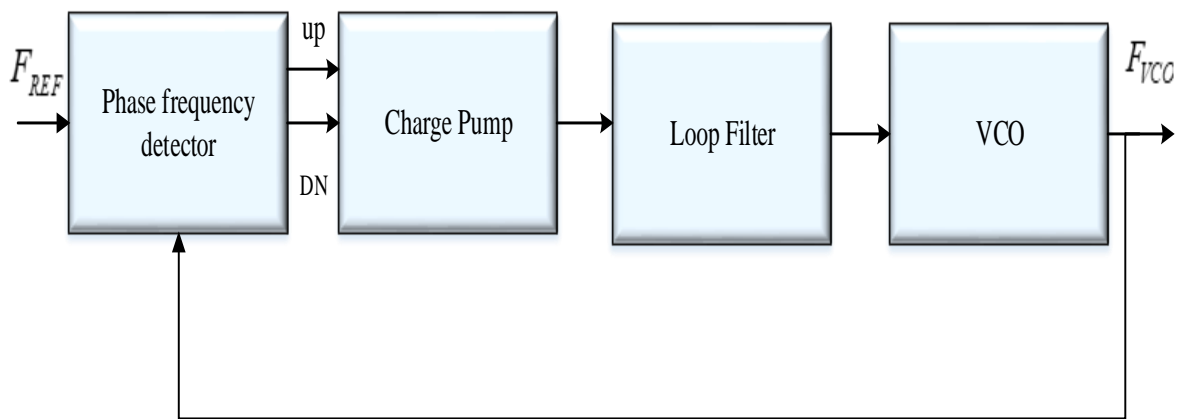 F_REF
Phase frequency
detector
up
DN
Charge Pump
Loop Filter
VCO
F_VCO